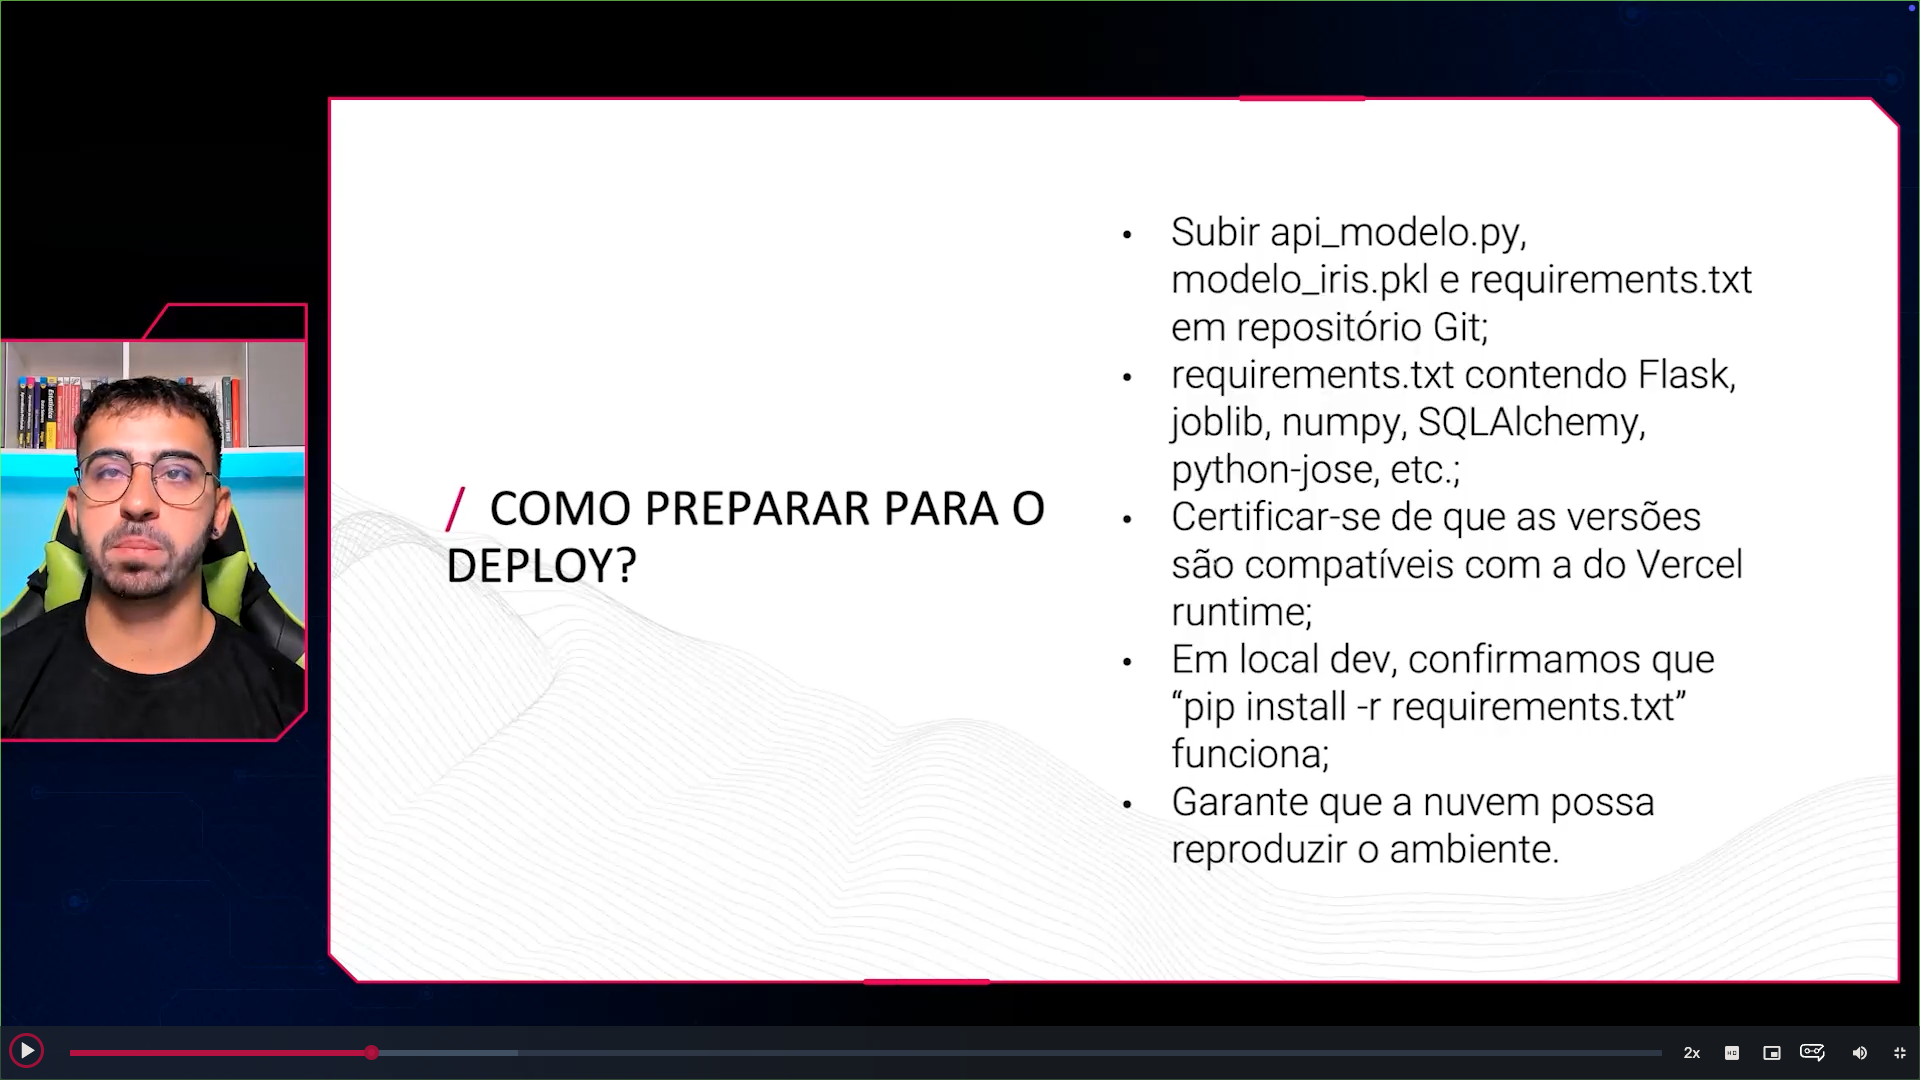 / COMO PREPARAR PARA O
DEPLOY?
• Subir api_modelo.py,
modelo_iris.pkl e requirements.txt
em repositório Git;
• requirements.txt contendo Flask,
joblib, numpy, SQLAlchemy,
python-jose, etc.;
• Certificar-se de que as versões
são compatíveis com a do Vercel
runtime;
• Em local dev, confirmamos que
“pip install -r requirements.txt”
funciona;
• Garante que a nuvem possa
reproduzir o ambiente.
2x
HD